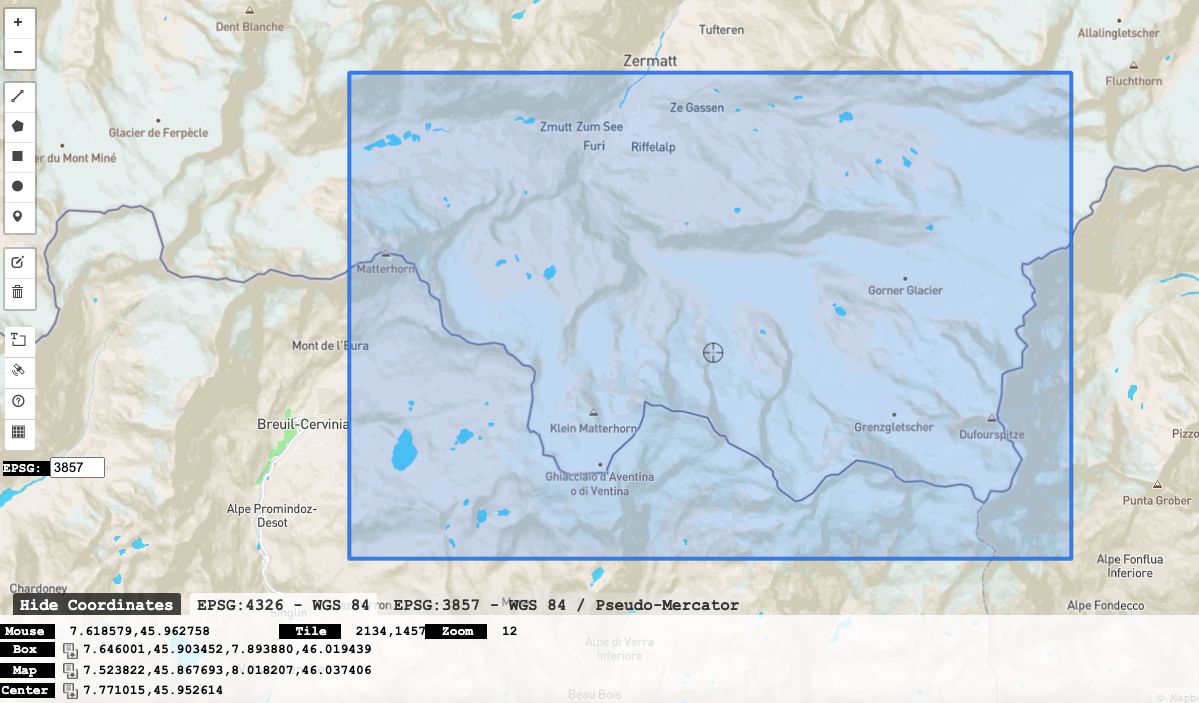 +
Dent Blanche
Tufteren
Allalingletscher
−
Zermatt
Fluchthorn
Ze Gassen
Glacier de Ferpècle
Zmutt Zum See
Furi
Riffelalp
er du Mont Miné
Matterhorn
Gorner Glacier
T
Mont de l'Eura
Breuil-Cervinia
Klein Matterhorn
Grenzgletscher
Dufourspitze
Pizzo
EPSG: 3857
Ghiacciaio d'Aventina
o di Ventina
Punta Grober
Alpe Promindoz-
Desot
Alpe Fonflua
Inferiore
Chardoney
Alpe Fondecco
Hide Coordinates EPSG:4326 - WGS 84 EPSG:3857 - WGS 84 / Pseudo-Mercator
Singlin
Mouse 7.618579,45.962758 Tile 2134,1457 Zoom 12
Box 7.646001,45.903452,7.893880,46.019439
Alpe di Verra
Inferiore
Map 7.523822,45.867693,8.018207,46.037406
Center 7.771015,45.952614
Beau Bois
© Mapb